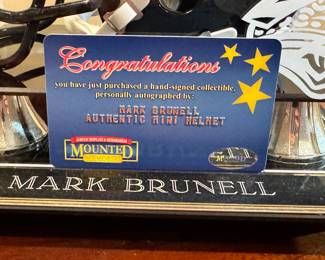 Congratulations
you have just purchased a hand-signed collectible,
personally autographed by:
MARK BRUNELL
AUTHENTIC MINI HELMET
MOUNTED
MARK BRUNELL